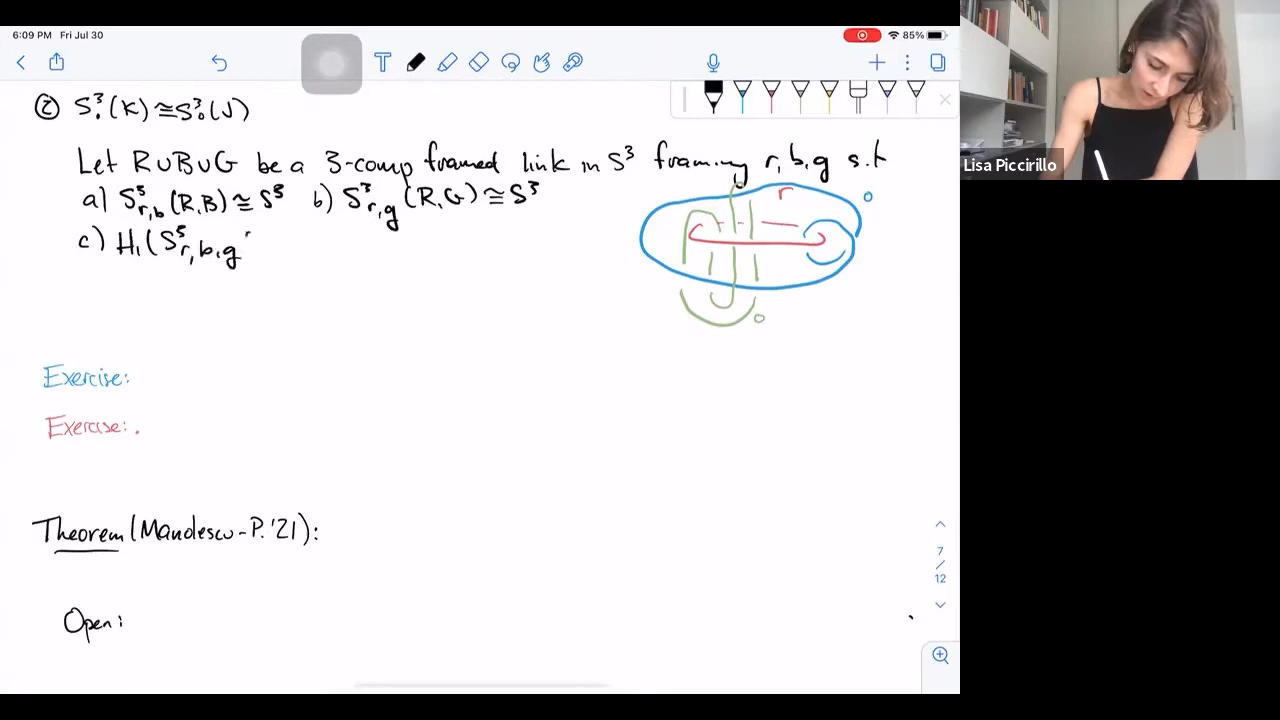 6:09 PM Fri Jul 30
85%
② S³₀(K) ≅ S³₀(J)
Let R∪B∪G be a 3-comp framed link in S³ framing r, b, g s.t
a) S³r,b(R,B) ≅ S³ b) S³r,g(R,G) ≅ S³
c) H₁(S³r,b,g
r
0
0
Exercise:
Exercise:.
Theorem (Manolescu-P. '21):
Open:
7
/
12
Lisa Piccirillo